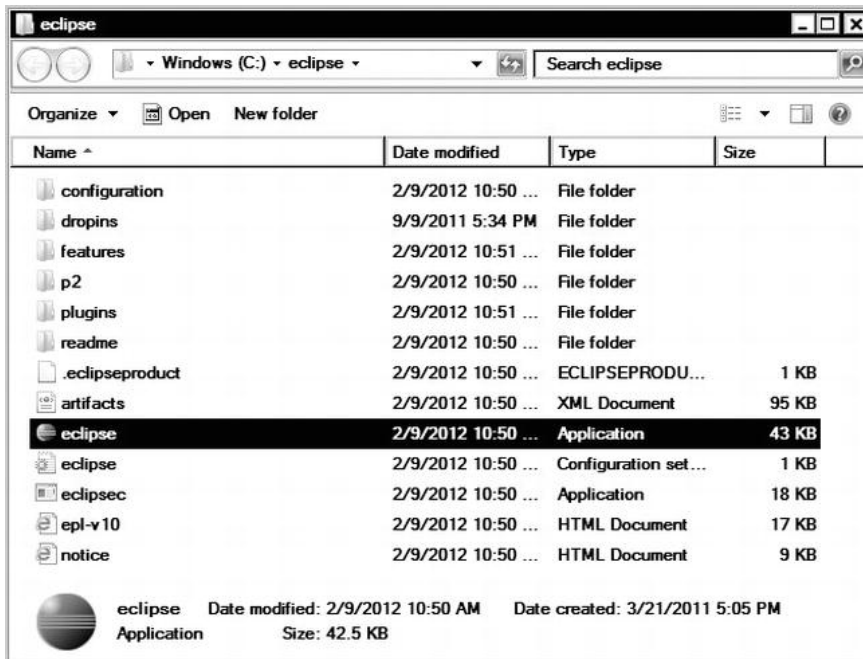 eclipse
Windows (C:) eclipse Search eclipse
Organize Open New folder
Name Date modified Type Size
configuration 2/9/2012 10:50 ... File folder
dropins 9/9/2011 5:34 PM File folder
features 2/9/2012 10:51 ... File folder
p2 2/9/2012 10:50 ... File folder
plugins 2/9/2012 10:51 ... File folder
readme 2/9/2012 10:50 ... File folder
.eclipseproduct 2/9/2012 10:50 ... ECLIPSEPRODU... 1 KB
artifacts 2/9/2012 10:50 ... XML Document 95 KB
eclipse 2/9/2012 10:50 ... Application 43 KB
eclipse 2/9/2012 10:50 ... Configuration set... 1 KB
eclipsec 2/9/2012 10:50 ... Application 18 KB
epl-v10 2/9/2012 10:50 ... HTML Document 17 KB
notice 2/9/2012 10:50 ... HTML Document 9 KB
eclipse Date modified: 2/9/2012 10:50 AM Date created: 3/21/2011 5:05 PM
Application Size: 42.5 KB